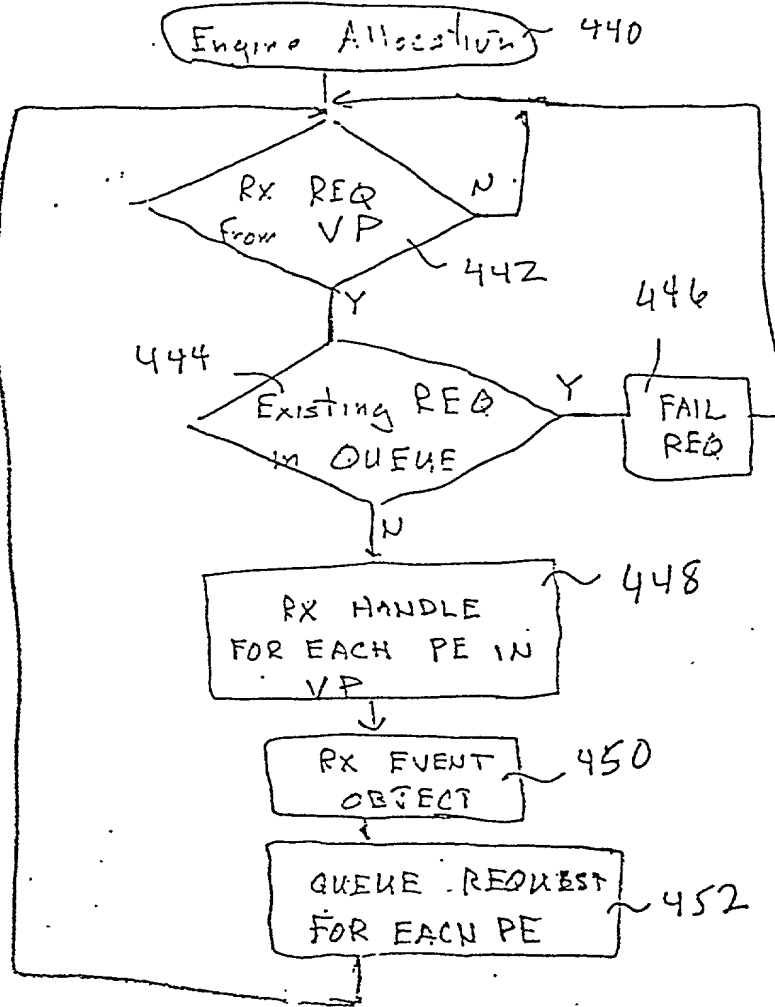 Engine Allocation
440
RX REQ
N
from VP
442
Y
446
444
Existing REQ
Y
FAIL
REQ
in QUEUE
N
448
RX HANDLE
FOR EACH PE IN
VP
RX EVENT
450
OBJECT
QUEUE REQUEST
452
FOR EACH PE